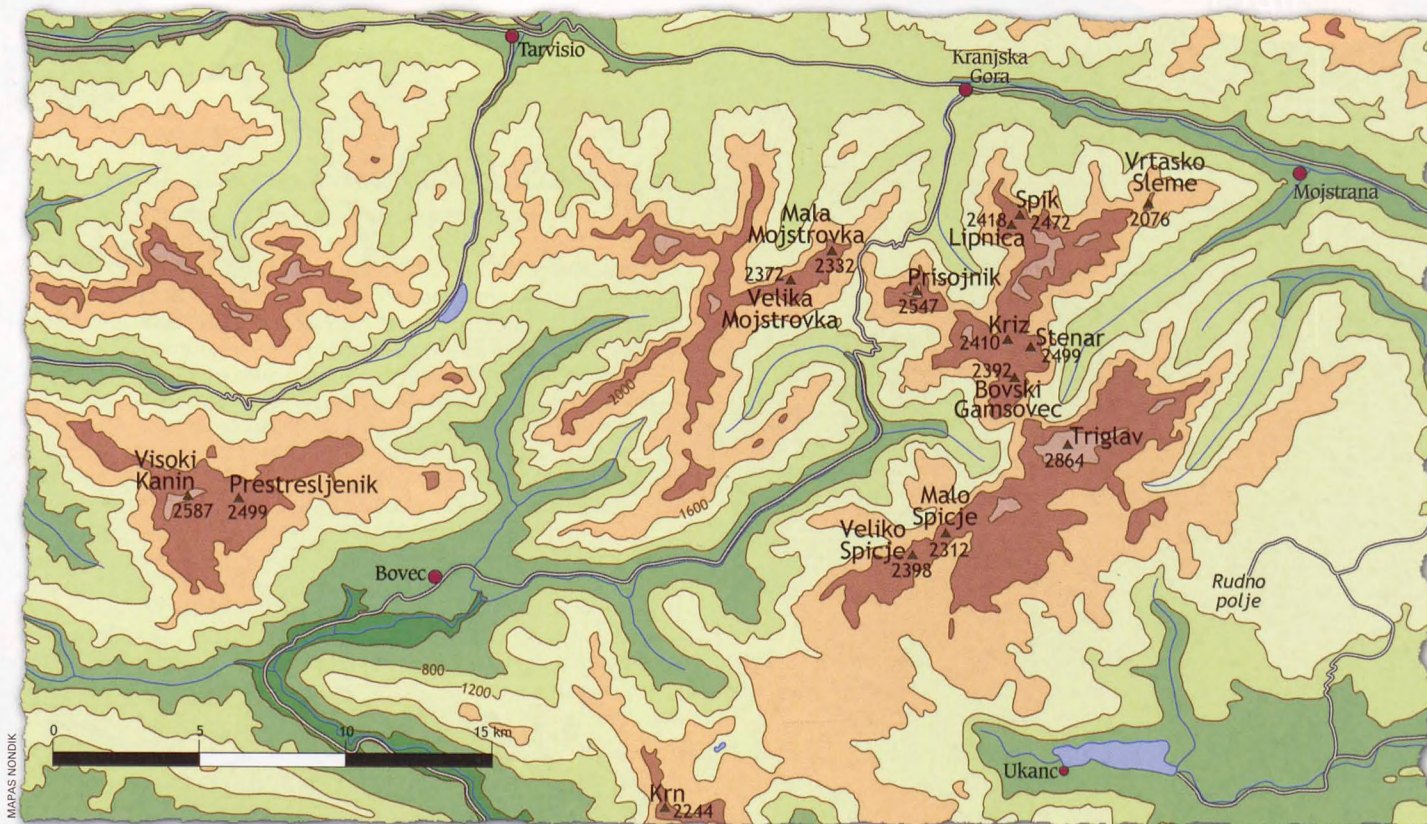 Tarvisio
Kranjska
Gora
Mojstrana
Vrtasko
Sleme
2076
Spik
2418
2472
Lipnica
Mala
Mojstrovka
2332
2372
Velika
Mojstrovka
Prisojnik
2547
Kriz
2410
Stenar
2499
2392
Bovski
Gamsovec
Triglav
2864
2000
1600
Visoki
Kanin
2587
Prestresljenik
2499
Malo
Spicje
2312
Veliko
Spicje
2398
Bovec
Rudno
polje
800
1200
0
5
10
15 km
Krn
2244
Ukanc
MAPAS NONDIK